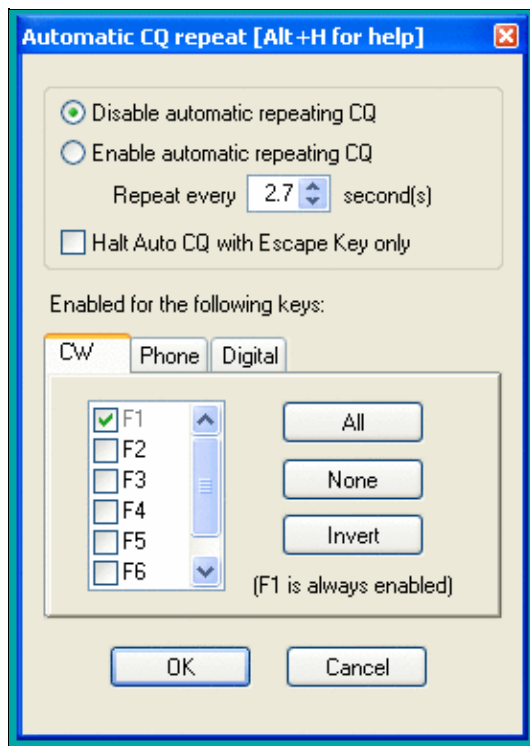 Automatic CQ repeat [Alt+H for help]
Disable automatic repeating CQ
Enable automatic repeating CQ
Repeat every 2.7 second(s)
Halt Auto CQ with Escape Key only
Enabled for the following keys:
CW Phone Digital
F1
F2
F3
F4
F5
F6
All
None
Invert
(F1 is always enabled)
OK Cancel